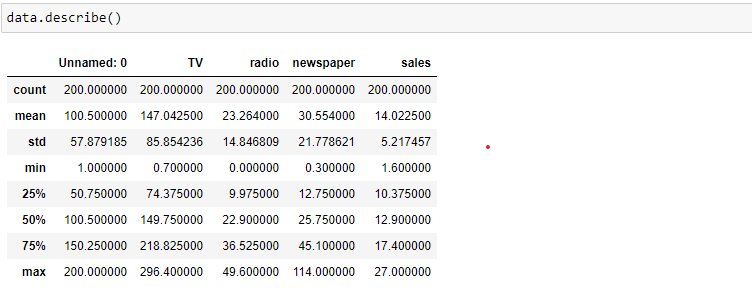 data.describe()
Unnamed: 0 TV radio newspaper sales
count 200.000000 200.000000 200.000000 200.000000 200.000000
mean 100.500000 147.042500 23.264000 30.554000 14.022500
std 57.879185 85.854236 14.846809 21.778621 5.217457
min 1.000000 0.700000 0.000000 0.300000 1.600000
25% 50.750000 74.375000 9.975000 12.750000 10.375000
50% 100.500000 149.750000 22.900000 25.750000 12.900000
75% 150.250000 218.825000 36.525000 45.100000 17.400000
max 200.000000 296.400000 49.600000 114.000000 27.000000